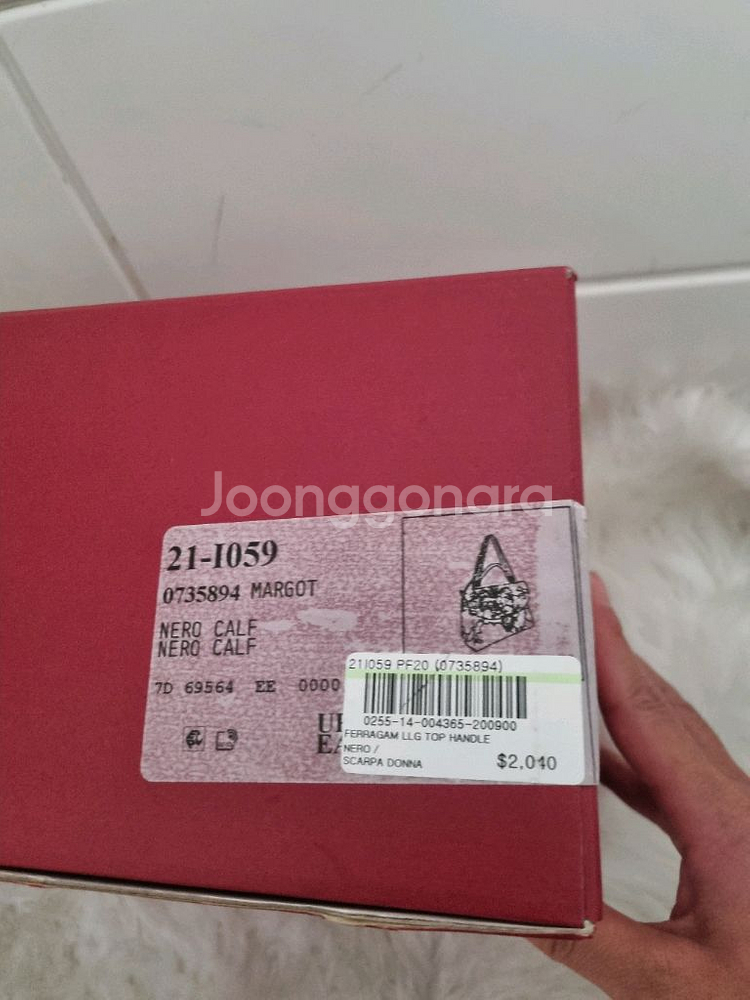 Joonggonara
21-I059
0735894 MARGOT
NERO CALF
NERO CALF
7D 69564 EE 0000
21I059 PF20 (0735894)
0255-14-004365-200900
FERRAGAM LLG TOP HANDLE
NERO /
SCARPA DONNA $2,040